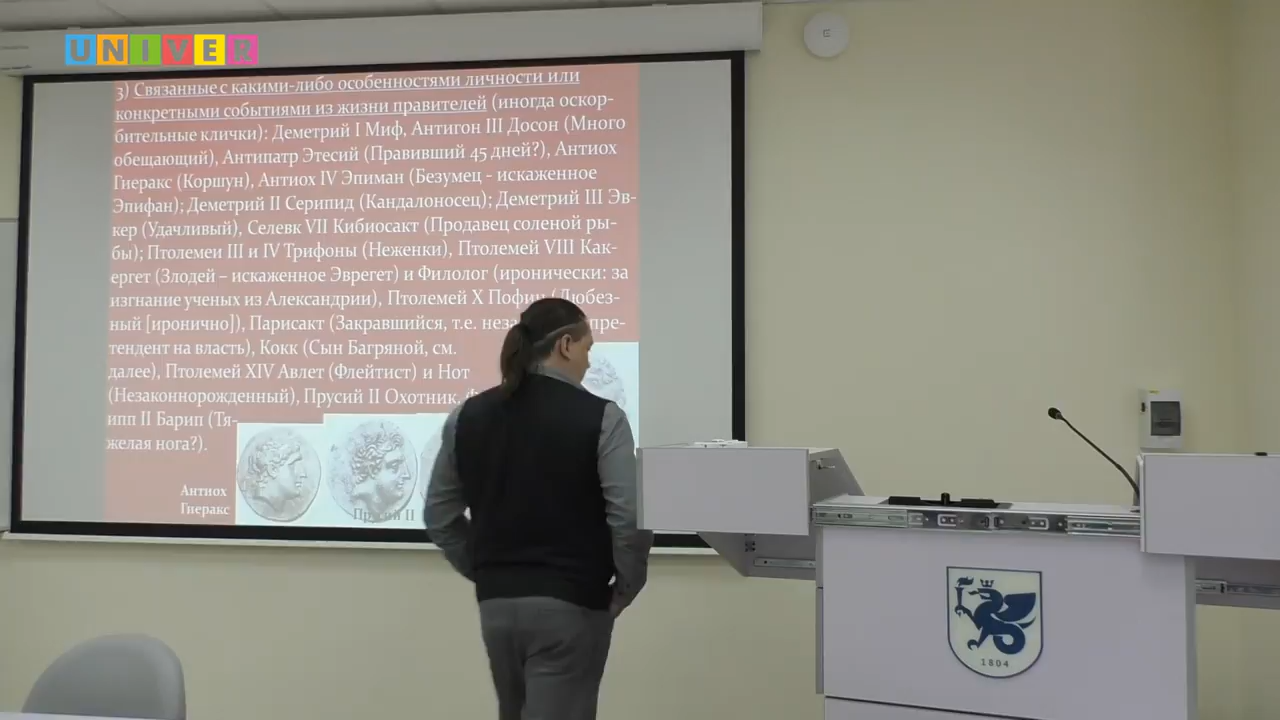 UNIVER
3) Связанные с какими-либо особенностями личности или
конкретными событиями из жизни правителей (иногда оскор-
бительные клички): Деметрий I Миф, Антигон III Досон (Много
обещающий), Антипатр Этесий (Правивший 45 дней?), Антиох
Гиеракс (Коршун), Антиох IV Эпиман (Безумец - искаженное
Эпифан); Деметрий II Серипид (Кандалоносец); Деметрий III Эв-
кер (Удачливый), Селевк VII Кибиосакт (Продавец соленой ры-
бы); Птолемеи III и IV Трифоны (Неженки), Птолемей VIII Как-
ергет (Злодей – искаженное Эврегет) и Филолог (иронически: за
изгнание ученых из Александрии), Птолемей X Пофин (Любез-
ный [иронично]), Парисакт (Закравшийся, т.е. пре-
тендент на власть), Кокк (Сын Багряной, см.
далее), Птолемей XIV Авлет (Флейтист) и Нот
(Незаконнорожденный), Прусий II Охотник,
ипп II Барип (Тя-
желая нога?).
Антиох
Гиеракс
Прусий II
1804